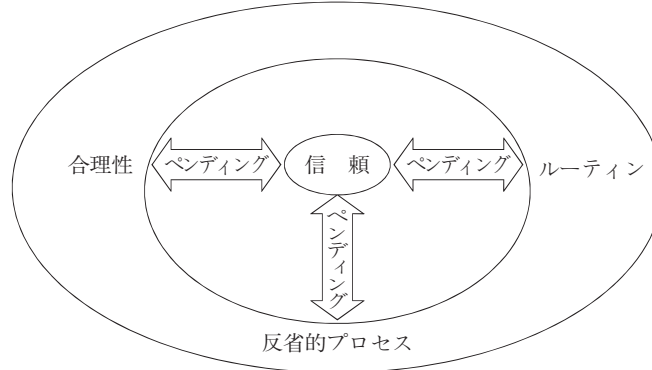 合理性
ペンディング
信　頼
ペンディング
ルーティン
ペンディング
反省的プロセス